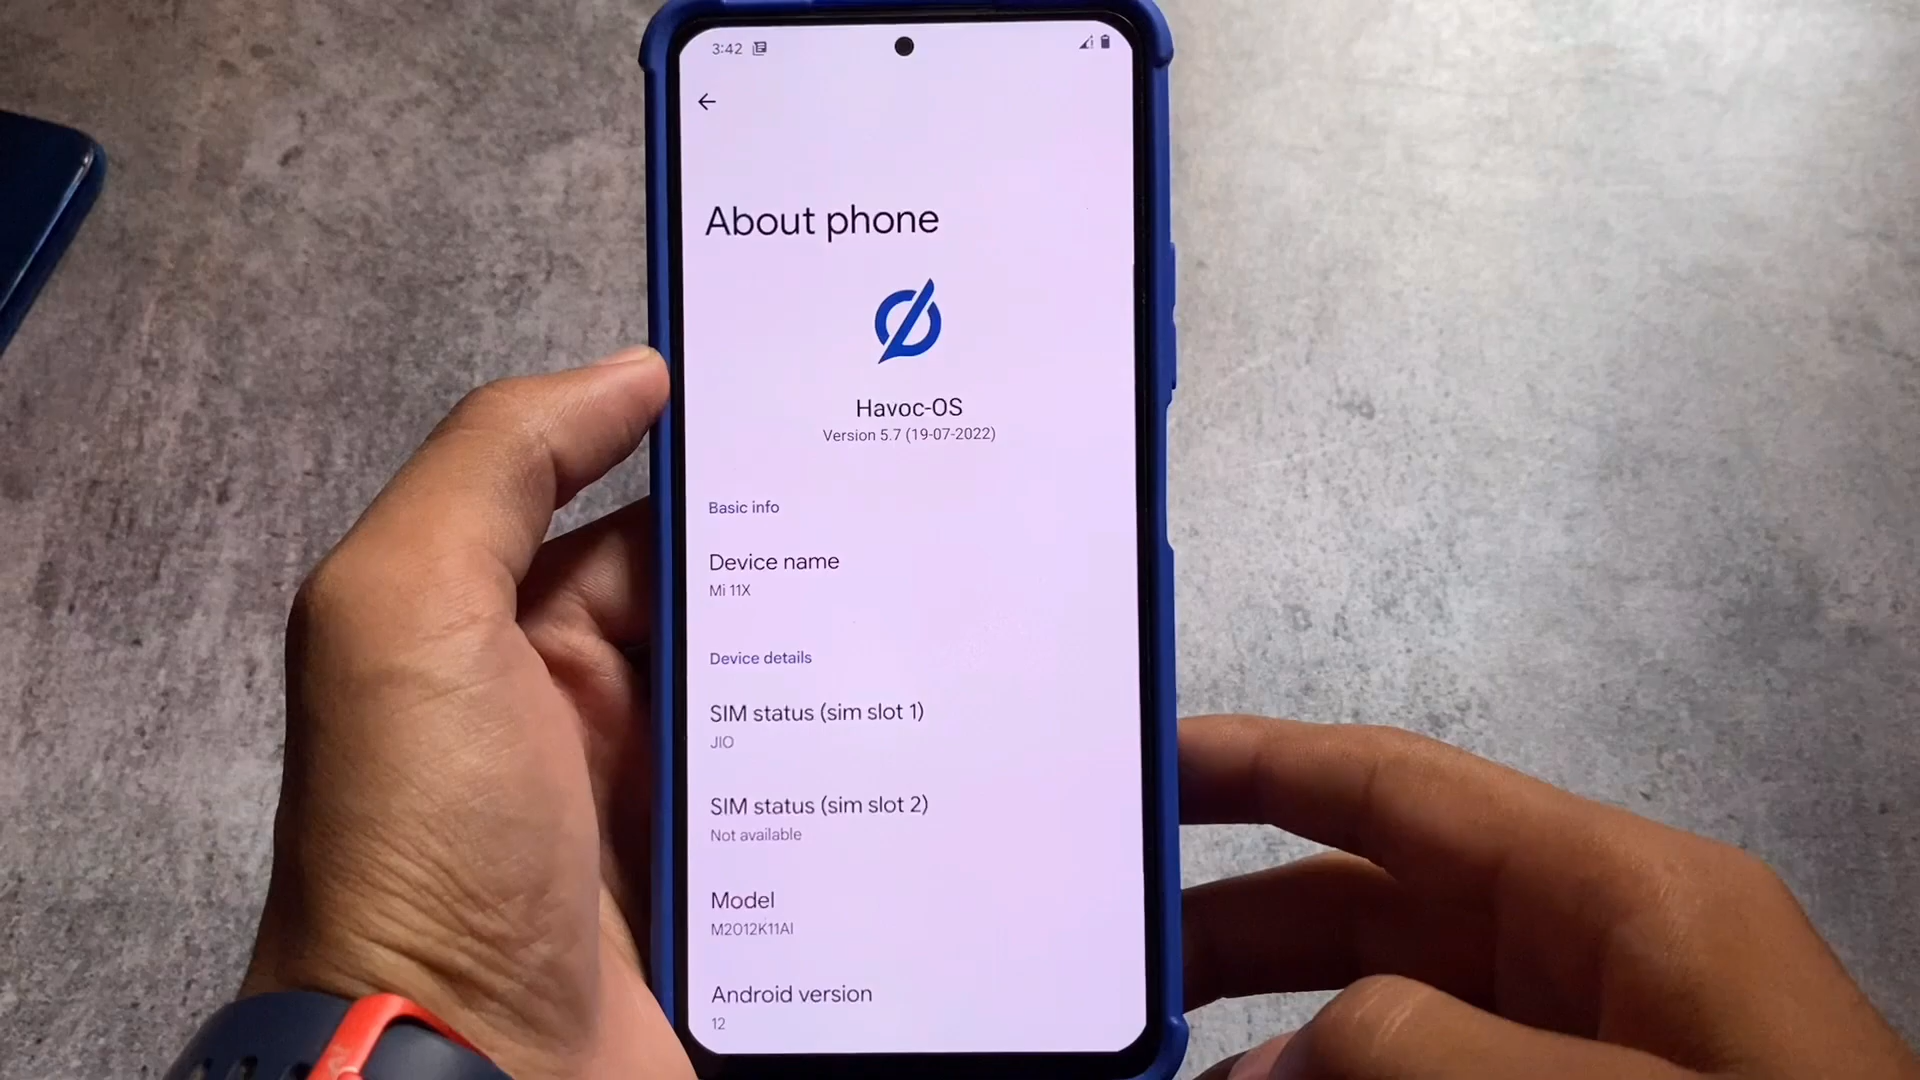 3:42
About phone
Havoc-OS
Version 5.7 (19-07-2022)
Basic info
Device name
Mi 11X
Device details
SIM status (sim slot 1)
JIO
SIM status (sim slot 2)
Not available
Model
M2012K11AI
Android version
12